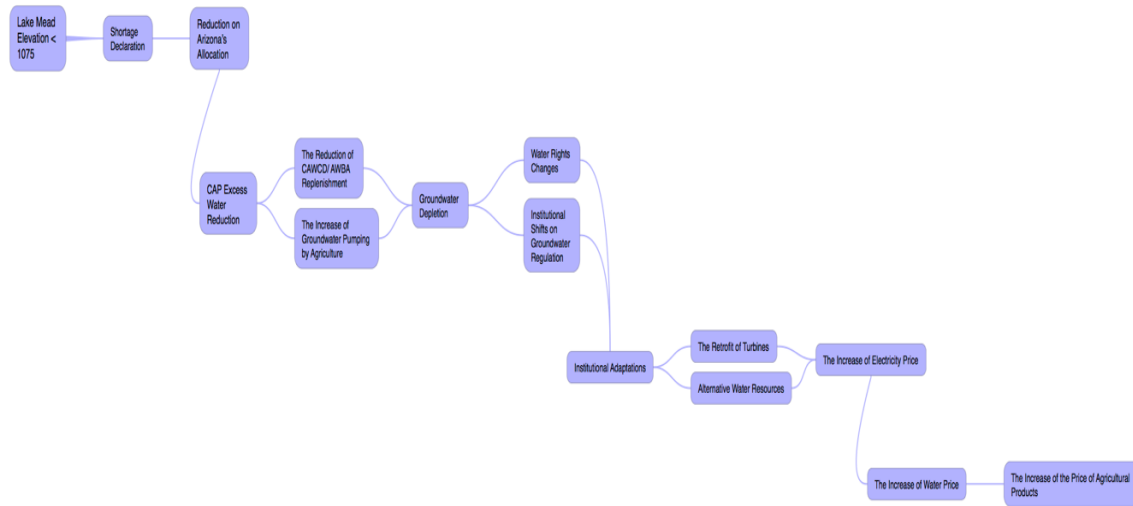 Lake Mead
Elevation <
1075
Shortage
Declaration
Reduction on
Arizona's
Allocation
CAP Excess
Water
Reduction
The Reduction of
CAWCD/ AWBA
Replenishment
The Increase of
Groundwater Pumping
by Agriculture
Groundwater
Depletion
Water Rights
Changes
Institutional
Shifts on
Groundwater
Regulation
Institutional Adaptations
The Retrofit of Turbines
Alternative Water Resources
The Increase of Electricity Price
The Increase of Water Price
The Increase of the Price of Agricultural
Products